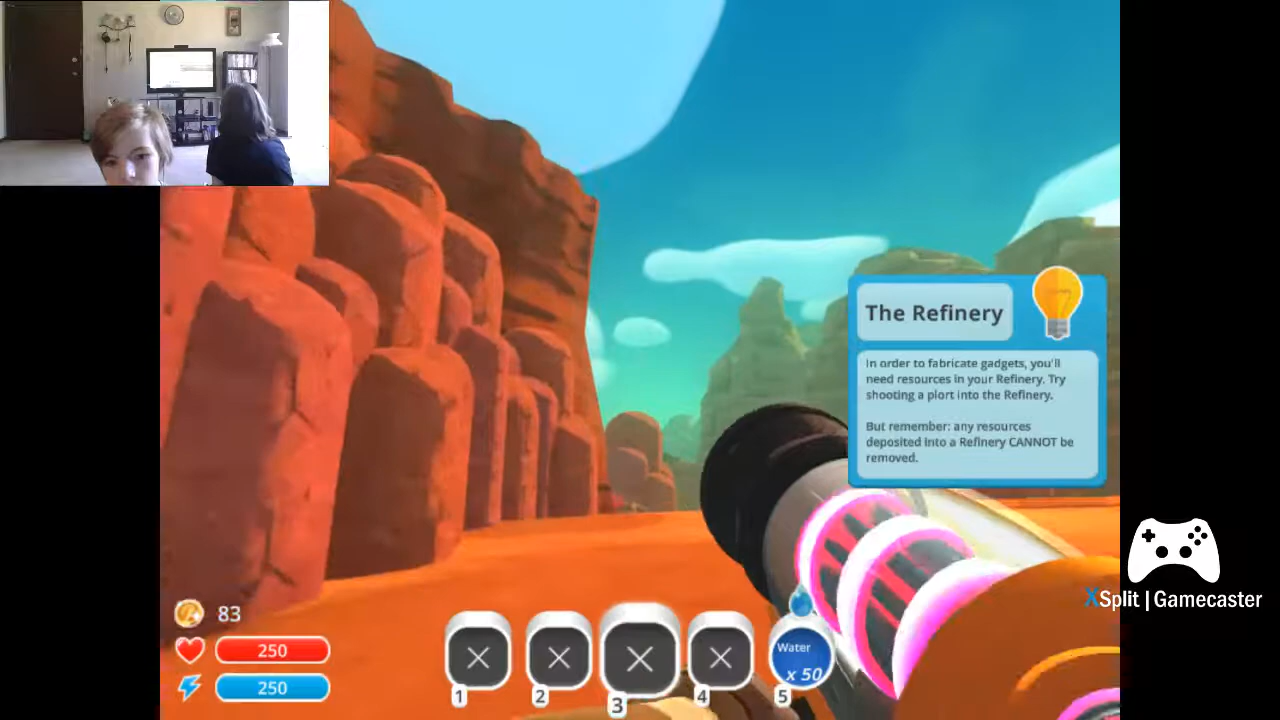 The Refinery
In order to fabricate gadgets, you'll
need resources in your Refinery. Try
shooting a plort into the Refinery.
But remember: any resources
deposited into a Refinery CANNOT be
removed.
XSplit | Gamecaster
83
250
250
1
2
3
4
Water
x 50
5